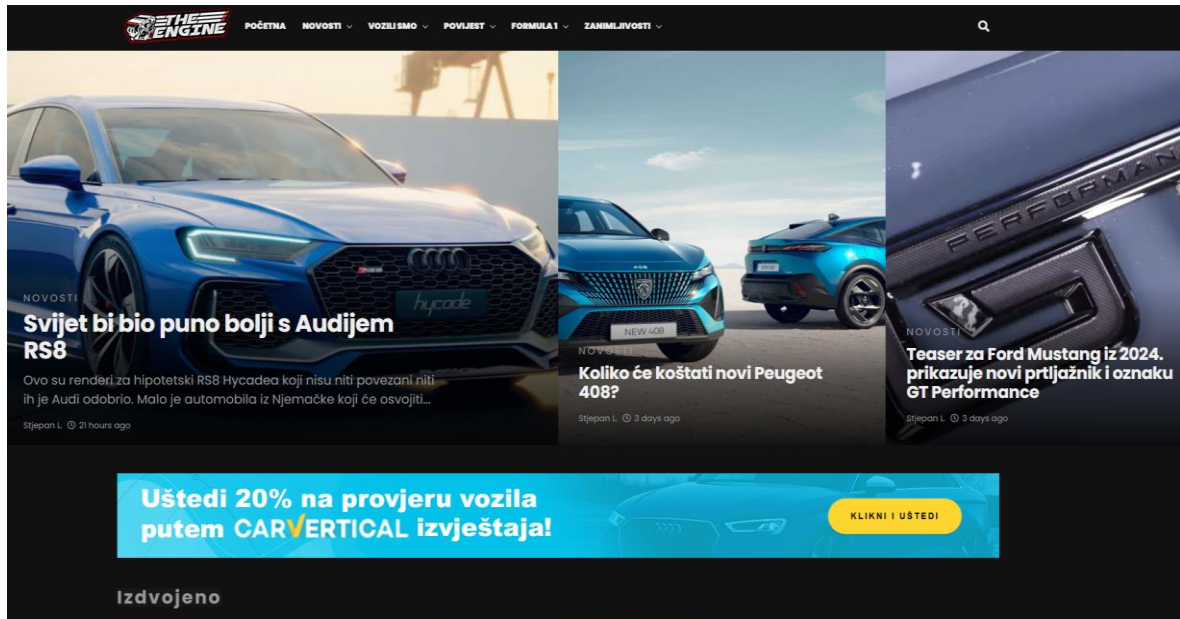 THE
ENGINE
POČETNA NOVOSTI VOZILI SMO POVIJEST FORMULA 1 ZANIMLJIVOSTI
hycade
NOVOSTI
Svijet bi bio puno bolji s Audijem
RS8
Ovo su renderi za hipotetski RS8 Hycadea koji nisu niti povezani niti
ih je Audi odobrio. Malo je automobila iz Njemačke koji će osvojiti...
Stjepan L. 21 hours ago
408
NEW 408
NOVOSTI
Koliko će koštati novi Peugeot
408?
Stjepan L. 3 days ago
PERFORMAN
NOVOSTI
Teaser za Ford Mustang iz 2024.
prikazuje novi prtljažnik i oznaku
GT Performance
Stjepan L. 3 days ago
Uštedi 20% na provjeru vozila
putem CARVERTICAL izvještaja!
KLIKNI I UŠTEDI
Izdvojeno